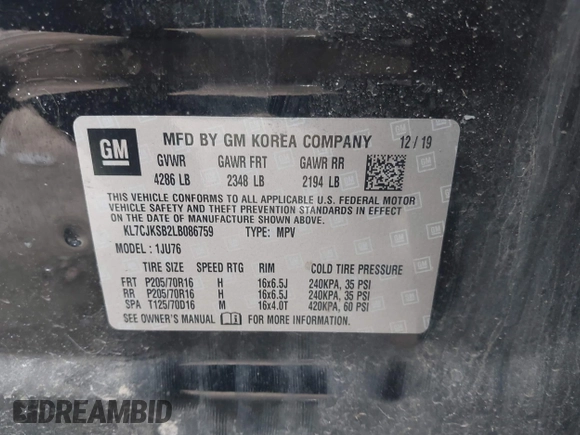 GM
MFD BY GM KOREA COMPANY 12/19
GVWR GAWR FRT GAWR RR
4286 LB 2348 LB 2194 LB
THIS VEHICLE CONFORMS TO ALL APPLICABLE U.S. FEDERAL MOTOR
VEHICLE SAFETY, BUMPER, AND THEFT PREVENTION STANDARDS IN
EFFECT ON THE DATE OF MANUFACTURE SHOWN ABOVE.
KL7CJKSB2LB086759 TYPE: MPV
MODEL: 1JU76
TIRE SIZE SPEED RTG RIM COLD TIRE PRESSURE
FRT P205/70R16 H 16x6.5J 240KPA, 35 PSI
RR P205/70R16 H 16x6.5J 240KPA, 35 PSI
SPA T125/70D16 M 16x4.0T 420KPA, 60 PSI
SEE OWNER'S MANUAL FOR MORE INFORMATION.
DREAMBID